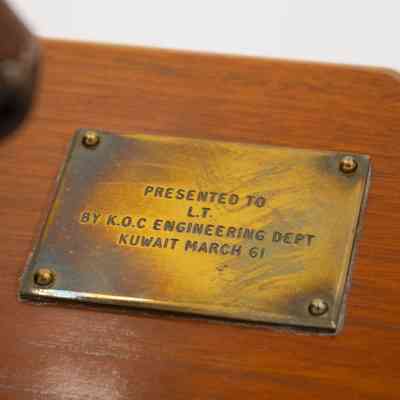 PRESENTED TO
L.T.
BY K.O.C ENGINEERING DEPT
KUWAIT MARCH 61